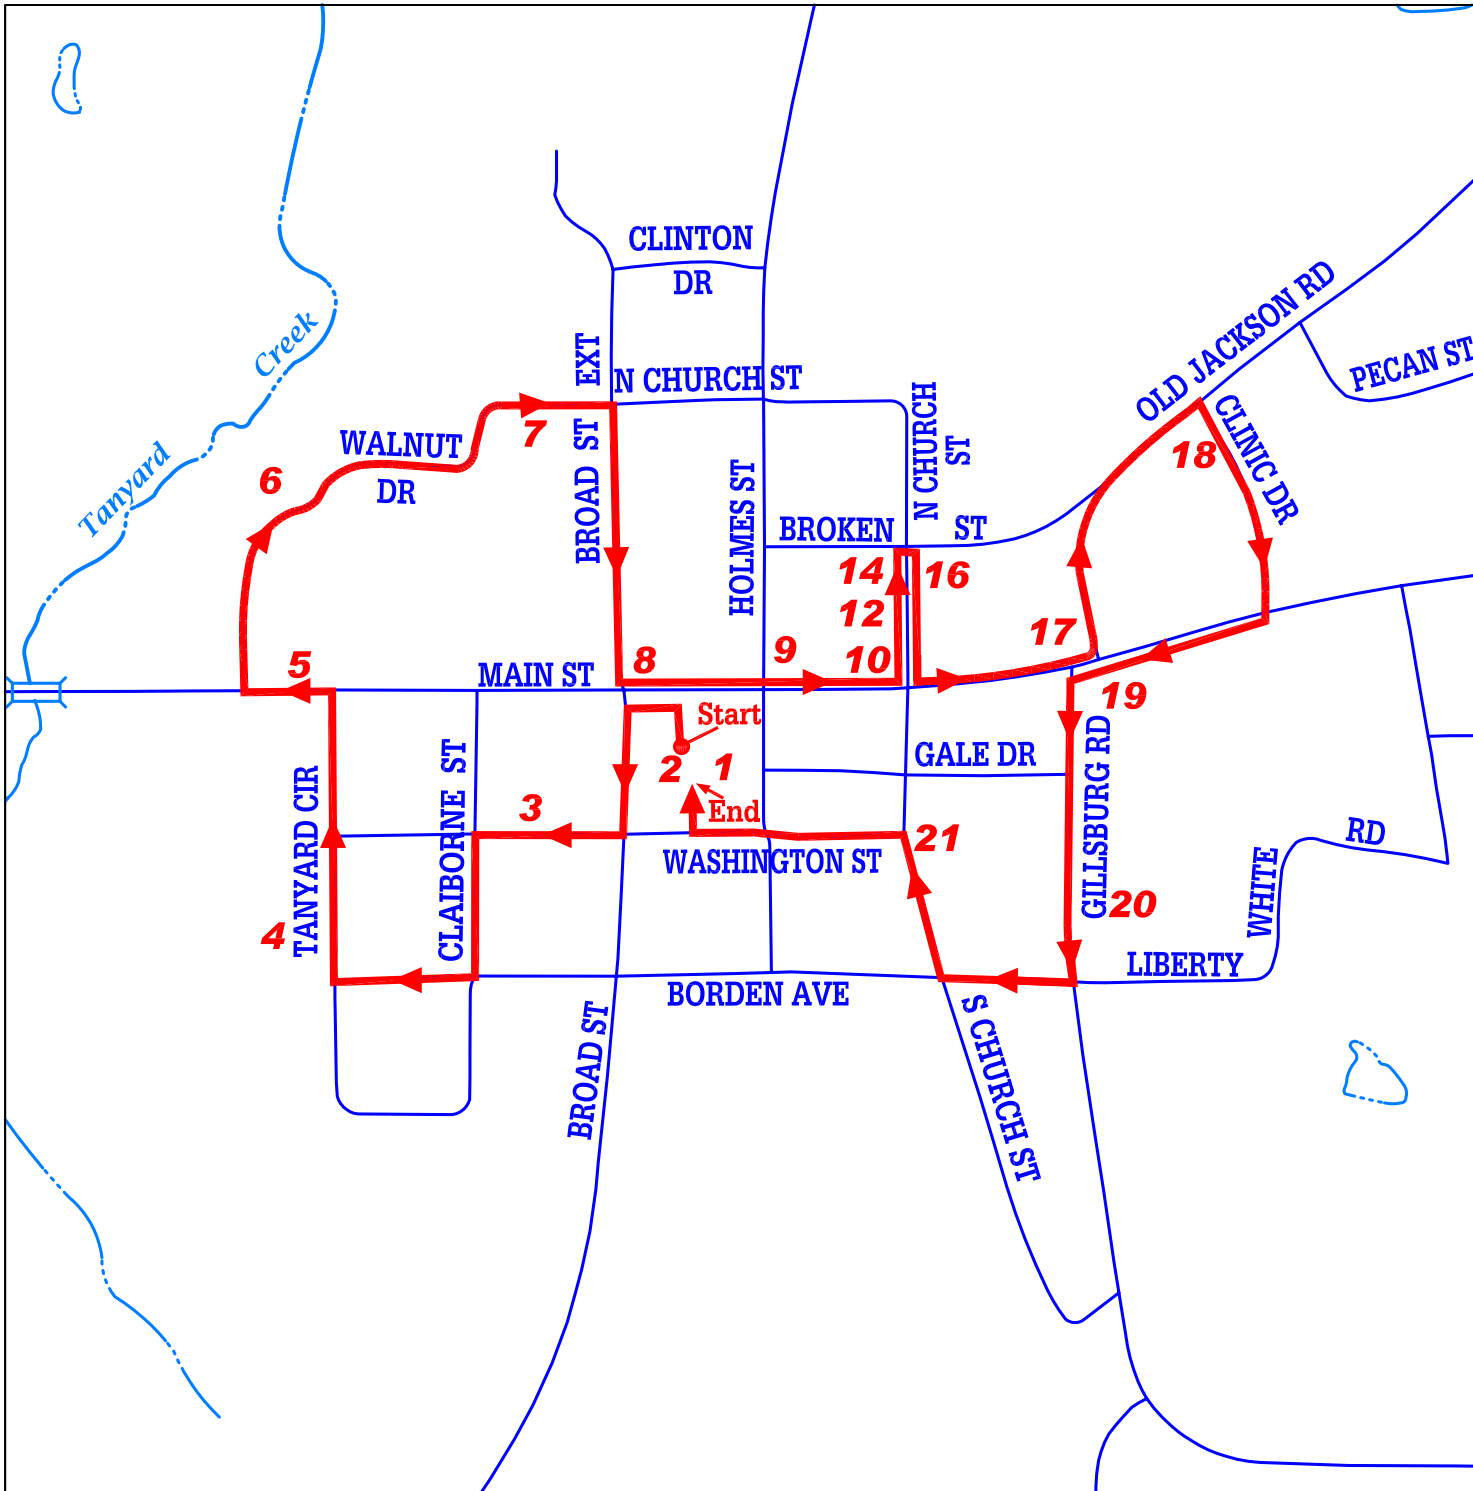 CLINTON
DR
OLD JACKSON RD
Creek
EXT
N CHURCH ST
PECAN ST
N CHURCH
ST
CLINIC DR
7
WALNUT
DR
BROAD ST
18
Tanyard
6
HOLMES ST
BROKEN ST
14
16
12
17
5
MAIN ST
8
9
10
19
Start
2
1
GALE DR
End
3
TANYARD CIR
CLAIBORNE ST
WASHINGTON ST
21
GILLSBURG RD
20
WHITE
RD
4
LIBERTY
BORDEN AVE
BROAD ST
S CHURCH ST